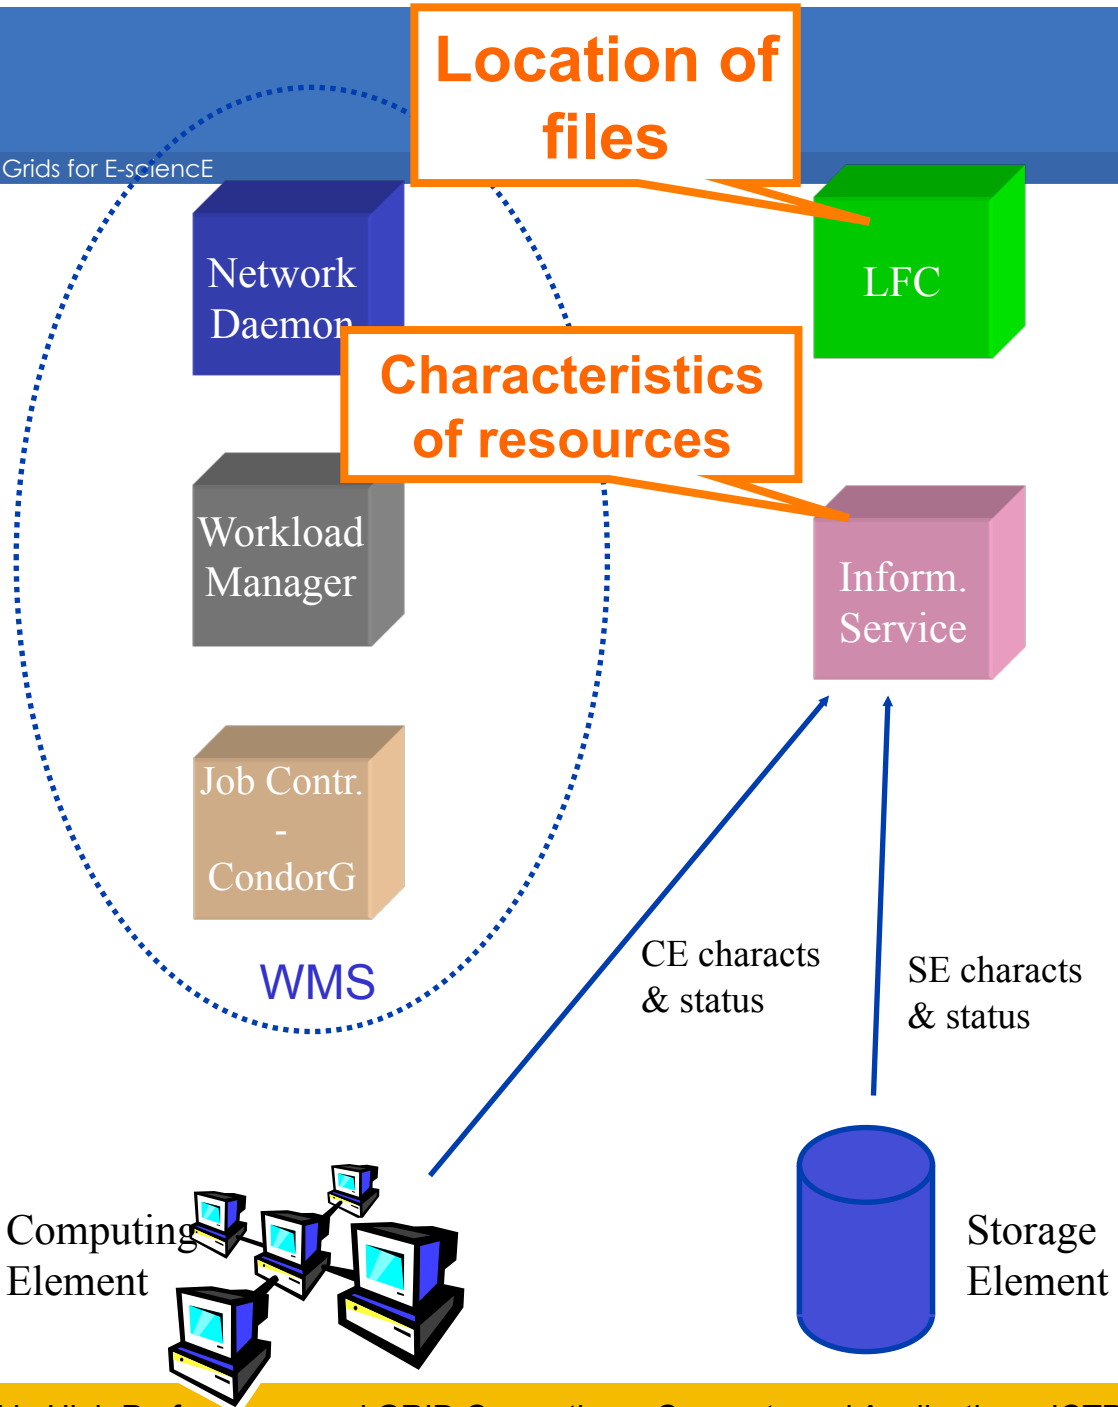 Location of
files
Grids for E-sciencE
Network
Daemon
LFC
Characteristics
of resources
Workload
Manager
Inform.
Service
Job Contr.
-
CondorG
WMS
CE characts
& status
SE characts
& status
Computing
Element
Storage
Element